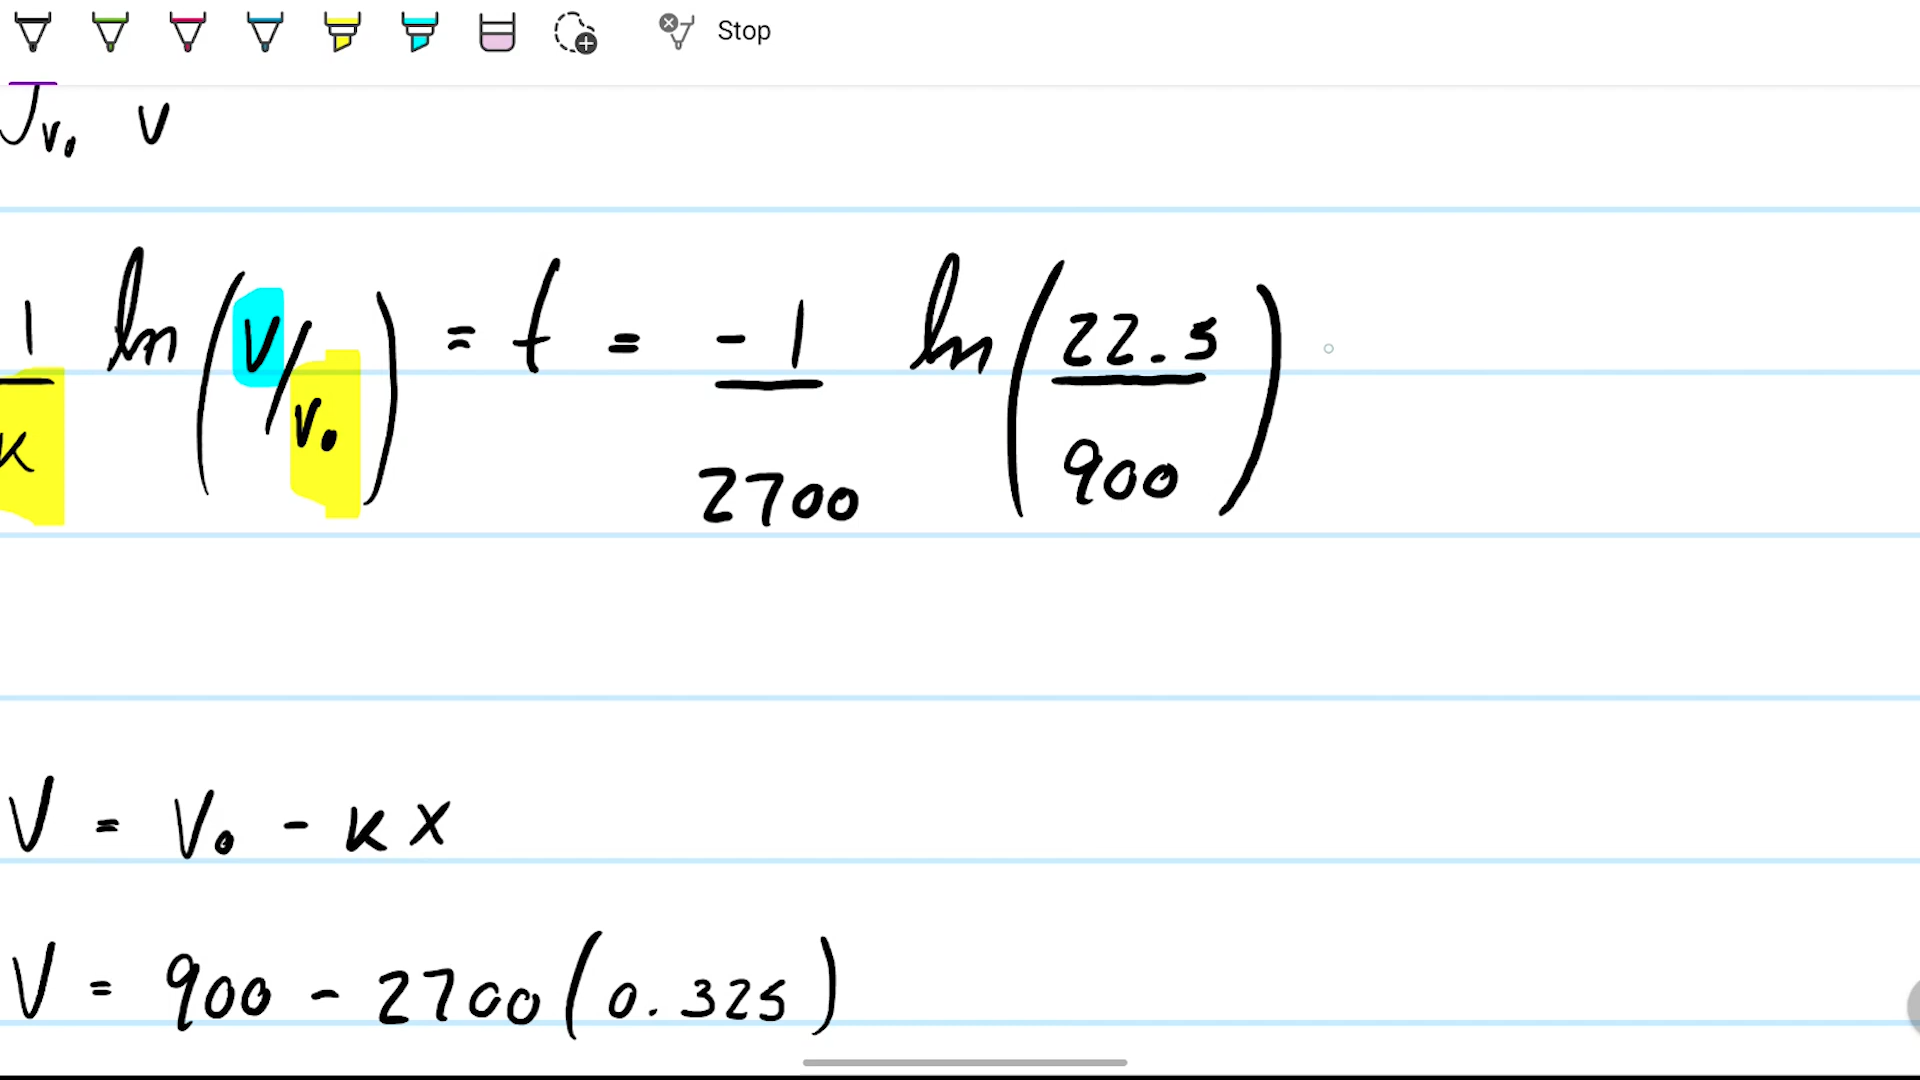 Stop
∫v₀ v
1/k ln(v/v₀) = t = -1/2700 ln(22.5/900)
V = V₀ - kx
V = 900 - 2700(0.325)